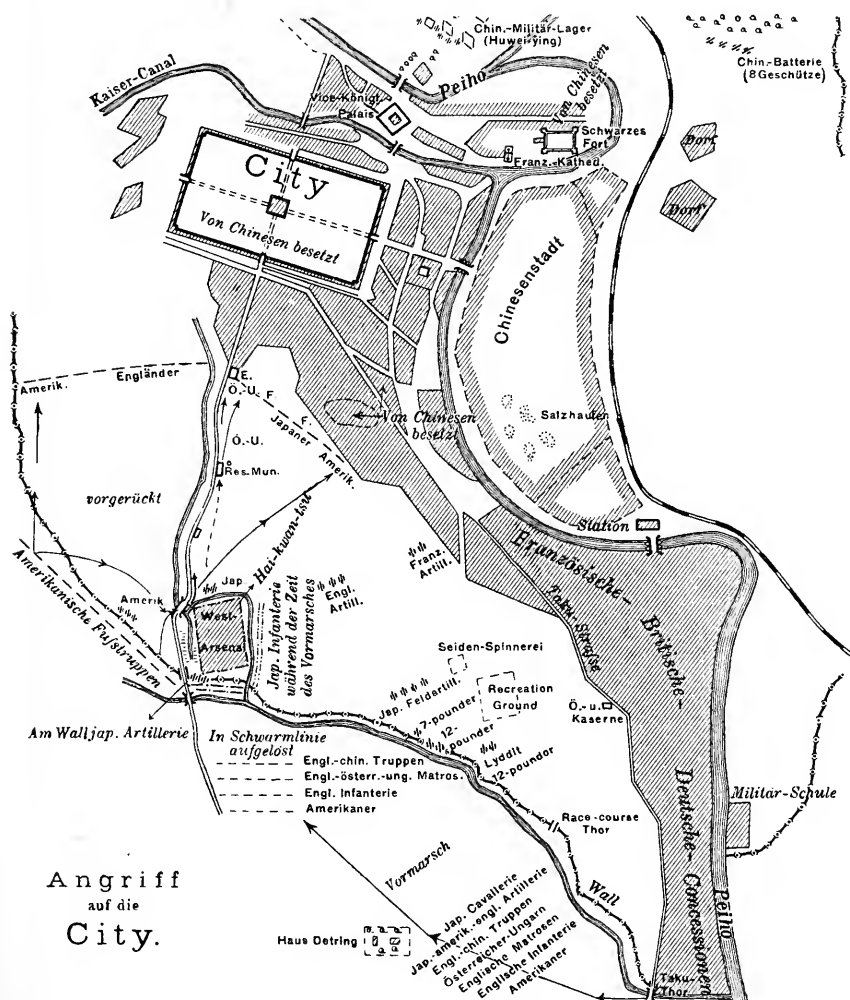 Chin.-Militär-Lager
(Huwei-ying)
Chin.-Batterie
(8 Geschütze)
Kaiser-Canal
Peiho
Von Chinesen
besetzt
Vice-Königl.
Palais
Schwarzes
Fort
Franz.-Kathed.
Dorf
Dorf
City
Von Chinesen besetzt
Chinesenstadt
Amerik.
Engländer
E.
Ö.-U. F.
Japaner
Amerik.
Von Chinesen
besetzt
Salzhaufen
Ö.-U.
Res.-Mun.
vorgerückt
Hai-kwan-tsu
Station
Franz.
Artill.
Engl.
Artill.
Französische-
Britische-
Deutsche-
Concessionen
Taku-Straße
Amerikanische Fußtruppen
Amerik
Jap
West-
Arsenal
Jap. Infanterie
während der Zeit
des Vormarsches
Seiden-Spinnerei
Recreation
Ground
Jap. Feldartill.
7-pounder
12-
pounder
Lyddit
12-poundor
Ö.-u.
Kaserne
Am Wall jap. Artillerie
In Schwarmlinie
aufgelöst
Engl.-chin. Truppen
Engl.-österr.-ung. Matros.
Engl. Infanterie
Amerikaner
Militär-Schule
Race-course
Thor
Wall
Peiho
Vormarsch
Jap. Cavallerie
Jap.-amerik.-engl. Artillerie
Engl.-chin. Truppen
Österreicher-Ungarn
Englische Matrosen
Englische Infanterie
Amerikaner
Angriff
auf die
City.
Haus Detring
Taku-
Thor